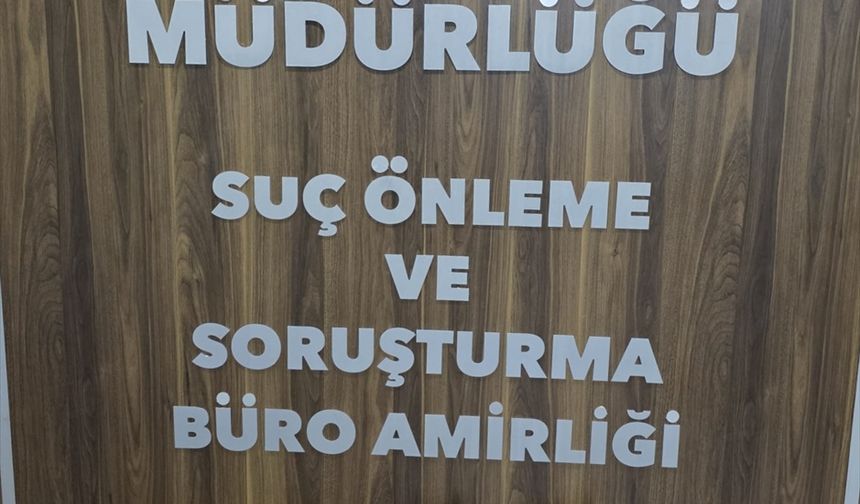 MÜDÜRLÜĞÜ
SUÇ ÖNLEME
VE
SORUŞTURMA
BÜRO AMİRLİĞİ